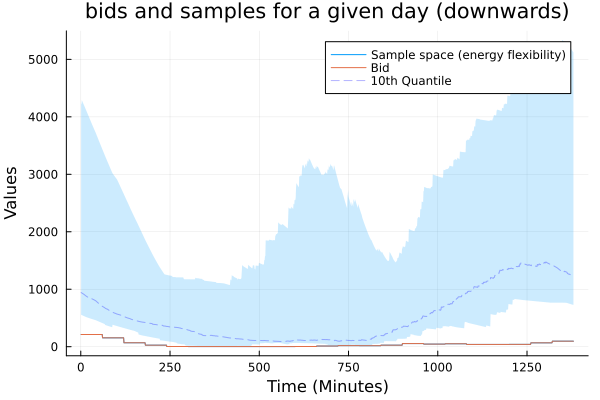 bids and samples for a given day (downwards)
Sample space (energy flexibility)
Bid
10th Quantile
Values
5000
4000
3000
2000
1000
0
0 250 500 750 1000 1250
Time (Minutes)